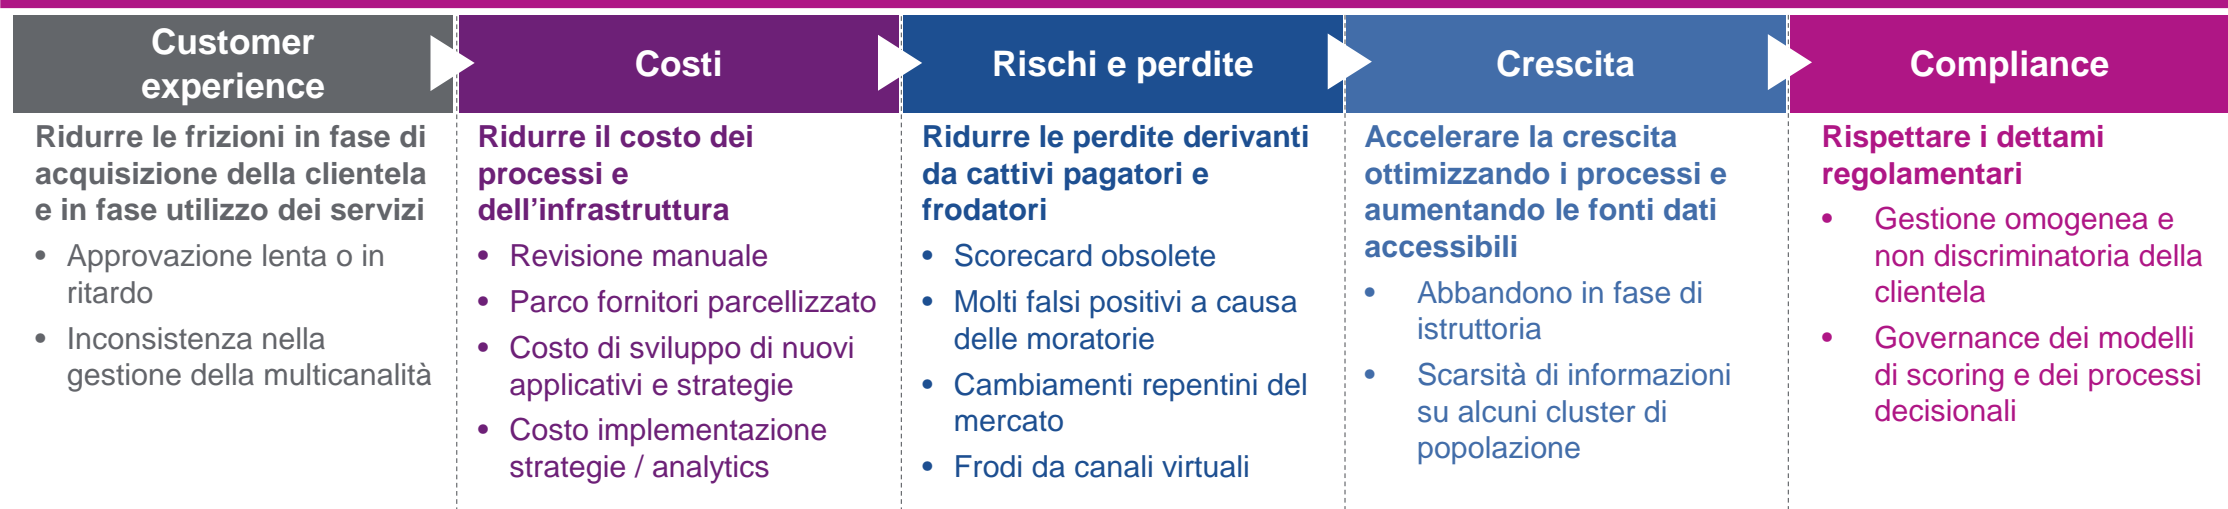 Customer
experience
Costi
Rischi e perdite
Crescita
Compliance
Ridurre le frizioni in fase di
acquisizione della clientela
e in fase utilizzo dei servizi
• Approvazione lenta o in
ritardo
• Inconsistenza nella
gestione della multicanalità
Ridurre il costo dei
processi e
dell’infrastruttura
• Revisione manuale
• Parco fornitori parcellizzato
• Costo di sviluppo di nuovi
applicativi e strategie
• Costo implementazione
strategie / analytics
Ridurre le perdite derivanti
da cattivi pagatori e
frodatori
• Scorecard obsolete
• Molti falsi positivi a causa
delle moratorie
• Cambiamenti repentini del
mercato
• Frodi da canali virtuali
Accelerare la crescita
ottimizzando i processi e
aumentando le fonti dati
accessibili
• Abbandono in fase di
istruttoria
• Scarsità di informazioni
su alcuni cluster di
popolazione
Rispettare i dettami
regolamentari
• Gestione omogenea e
non discriminatoria della
clientela
• Governance dei modelli
di scoring e dei processi
decisionali